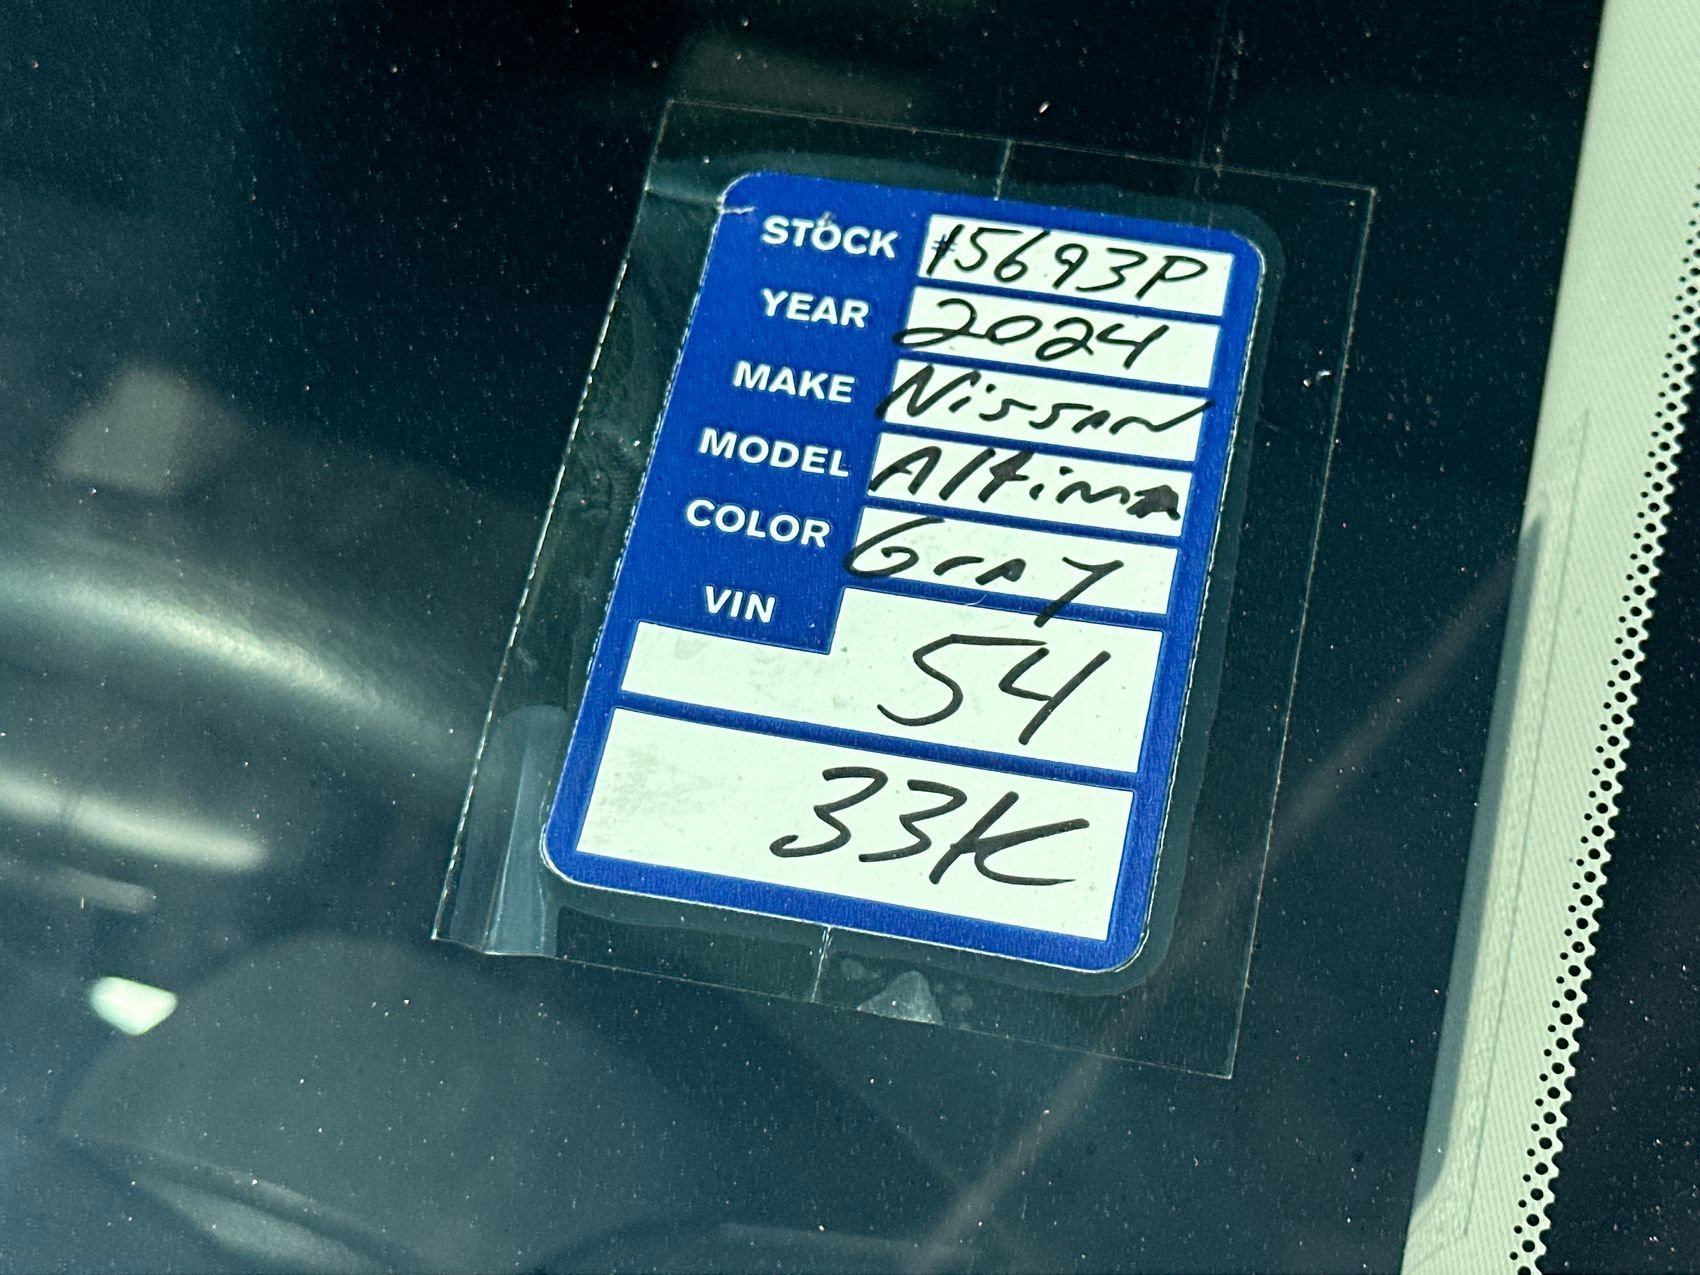 STOCK #15693P
YEAR 2024
MAKE Nissan
MODEL Altima
COLOR Gray
VIN 54
33K